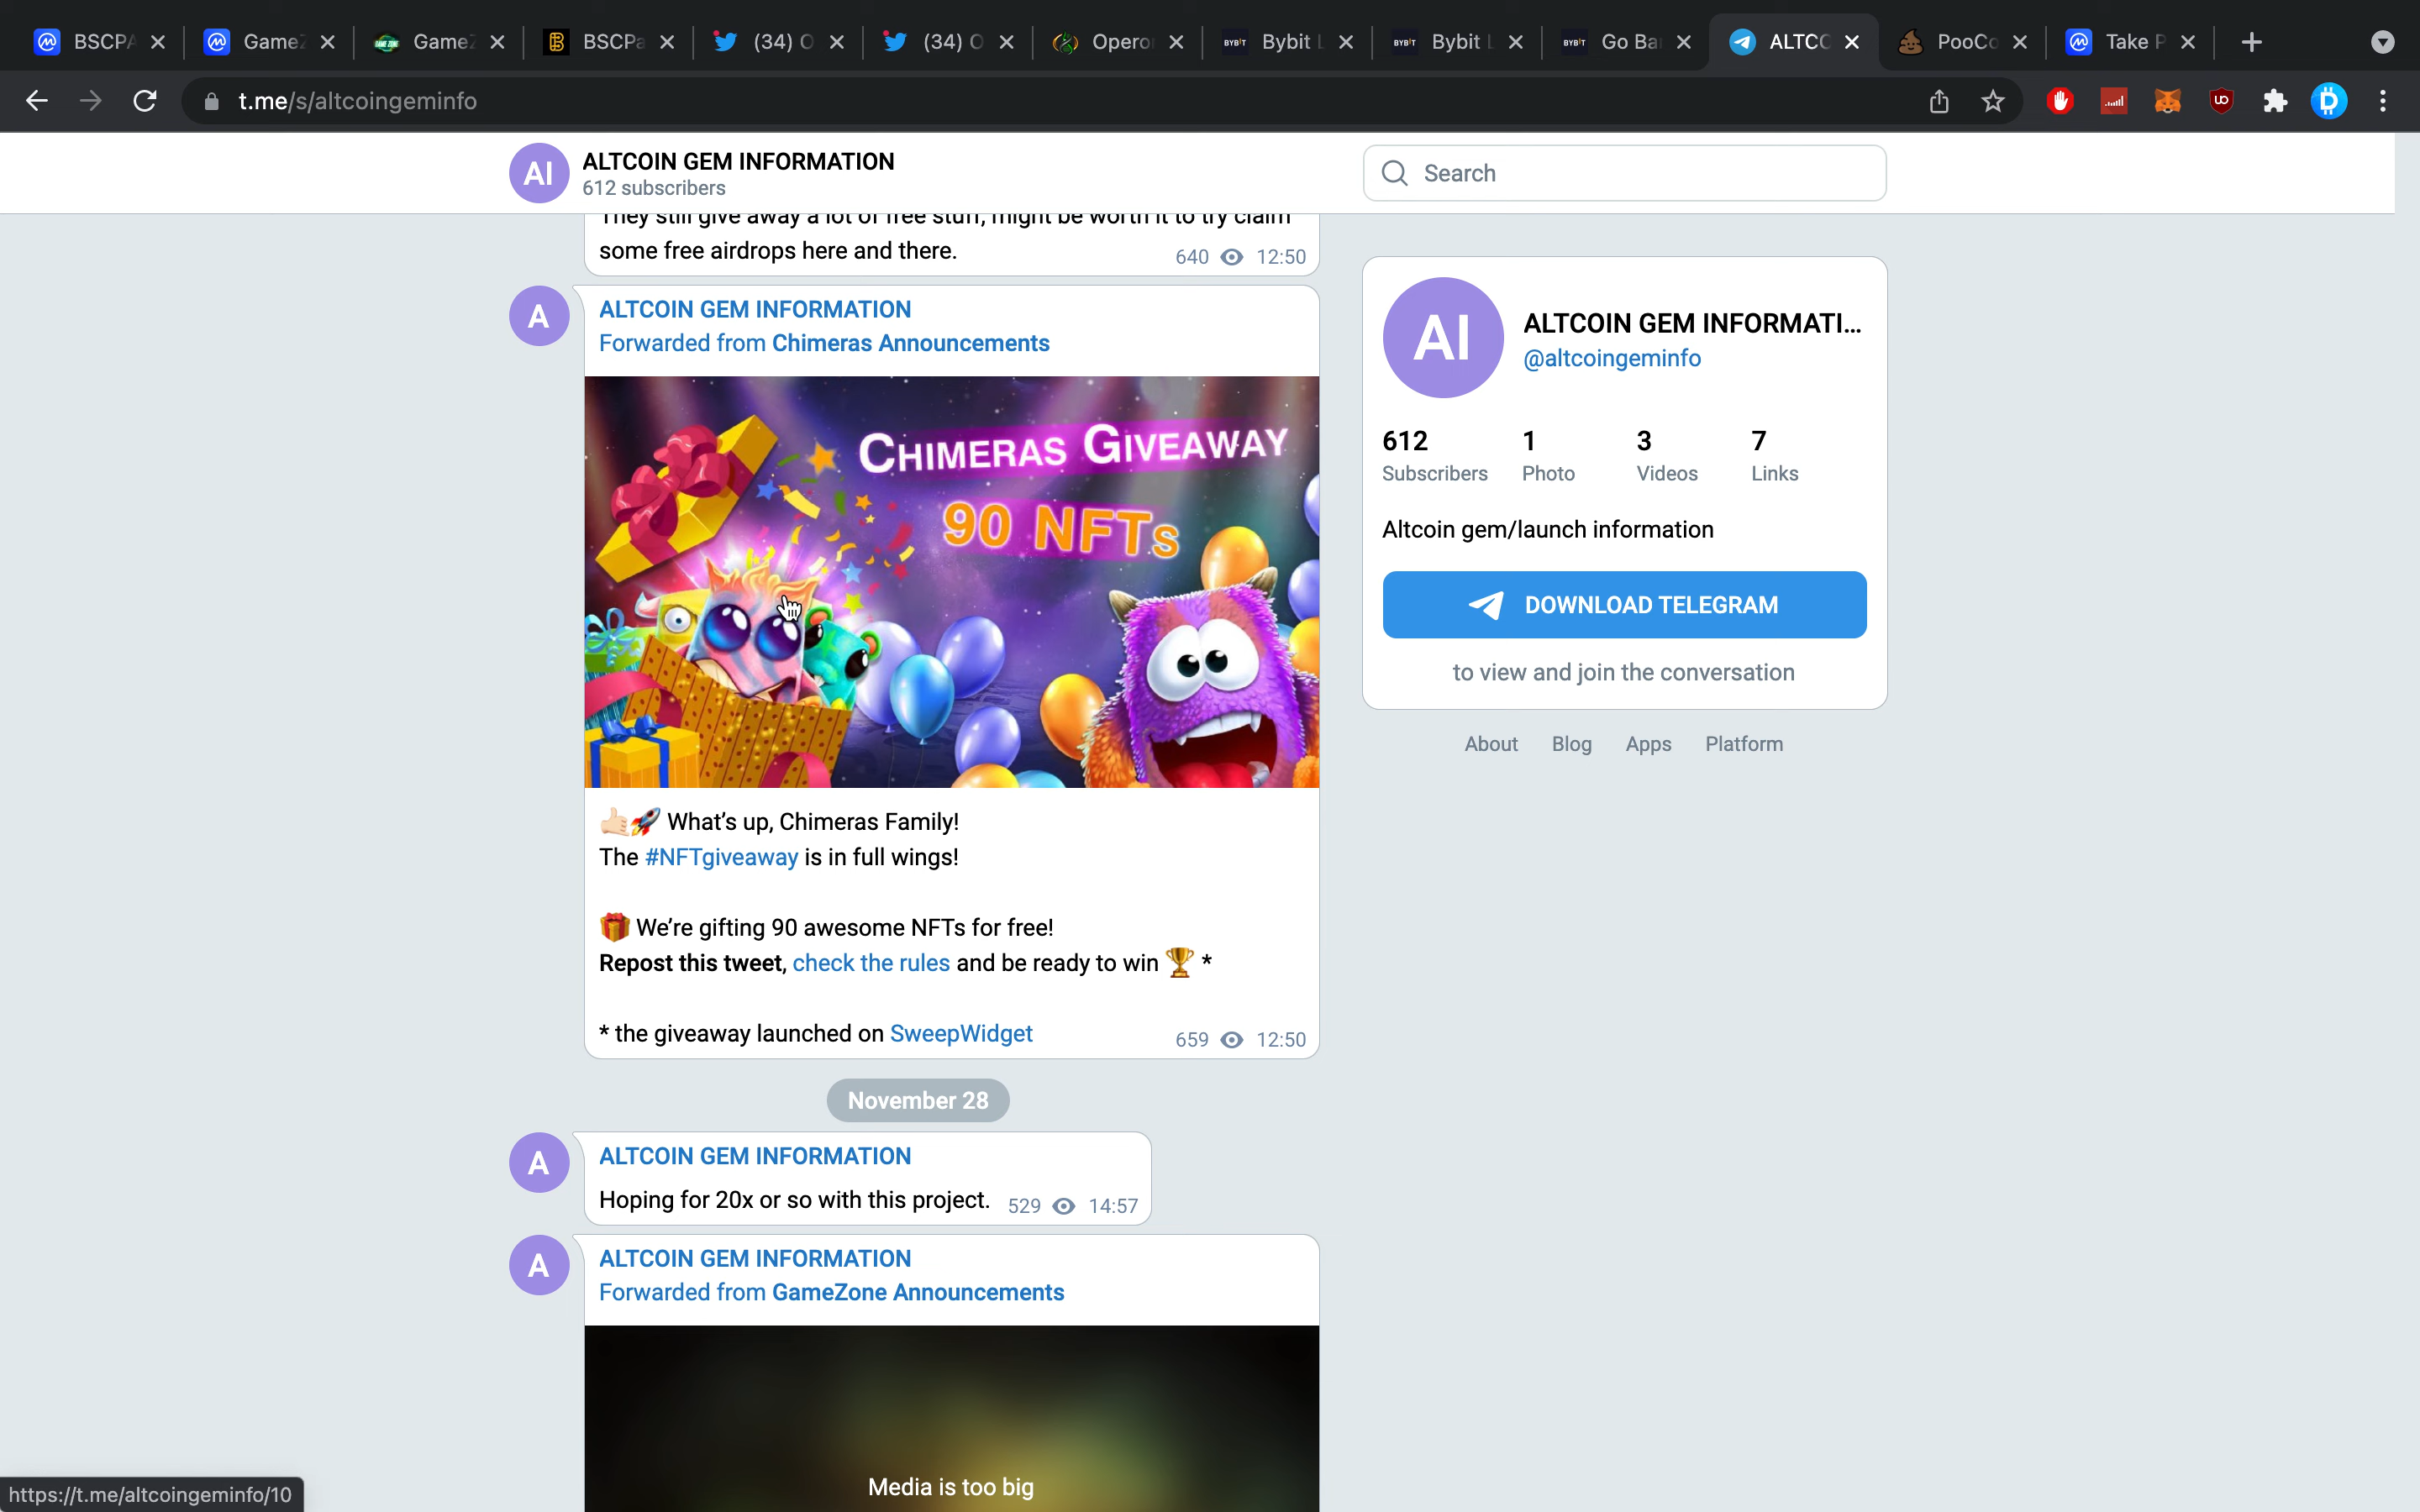 BSCPA
GameZ
GameZ
BSCPa
(34) O
(34) O
Opero
BYBIT Bybit L
BYBIT Bybit L
BYBIT Go Ba
ALTCO
PooCo
Take P
t.me/s/altcoingeminfo
AI
ALTCOIN GEM INFORMATION
612 subscribers
Search
They still give away a lot of free stuff, might be worth it to try claim
some free airdrops here and there.
640 12:50
A
ALTCOIN GEM INFORMATION
Forwarded from Chimeras Announcements
CHIMERAS GIVEAWAY
90 NFTs
👍🏻🚀 What's up, Chimeras Family!
The #NFTgiveaway is in full wings!
🎁 We're gifting 90 awesome NFTs for free!
Repost this tweet, check the rules and be ready to win 🏆 *
* the giveaway launched on SweepWidget
659 12:50
November 28
A
ALTCOIN GEM INFORMATION
Hoping for 20x or so with this project.
529 14:57
A
ALTCOIN GEM INFORMATION
Forwarded from GameZone Announcements
Media is too big
AI
ALTCOIN GEM INFORMATI...
@altcoingeminfo
612 1 3 7
Subscribers Photo Videos Links
Altcoin gem/launch information
DOWNLOAD TELEGRAM
to view and join the conversation
About Blog Apps Platform
https://t.me/altcoingeminfo/10